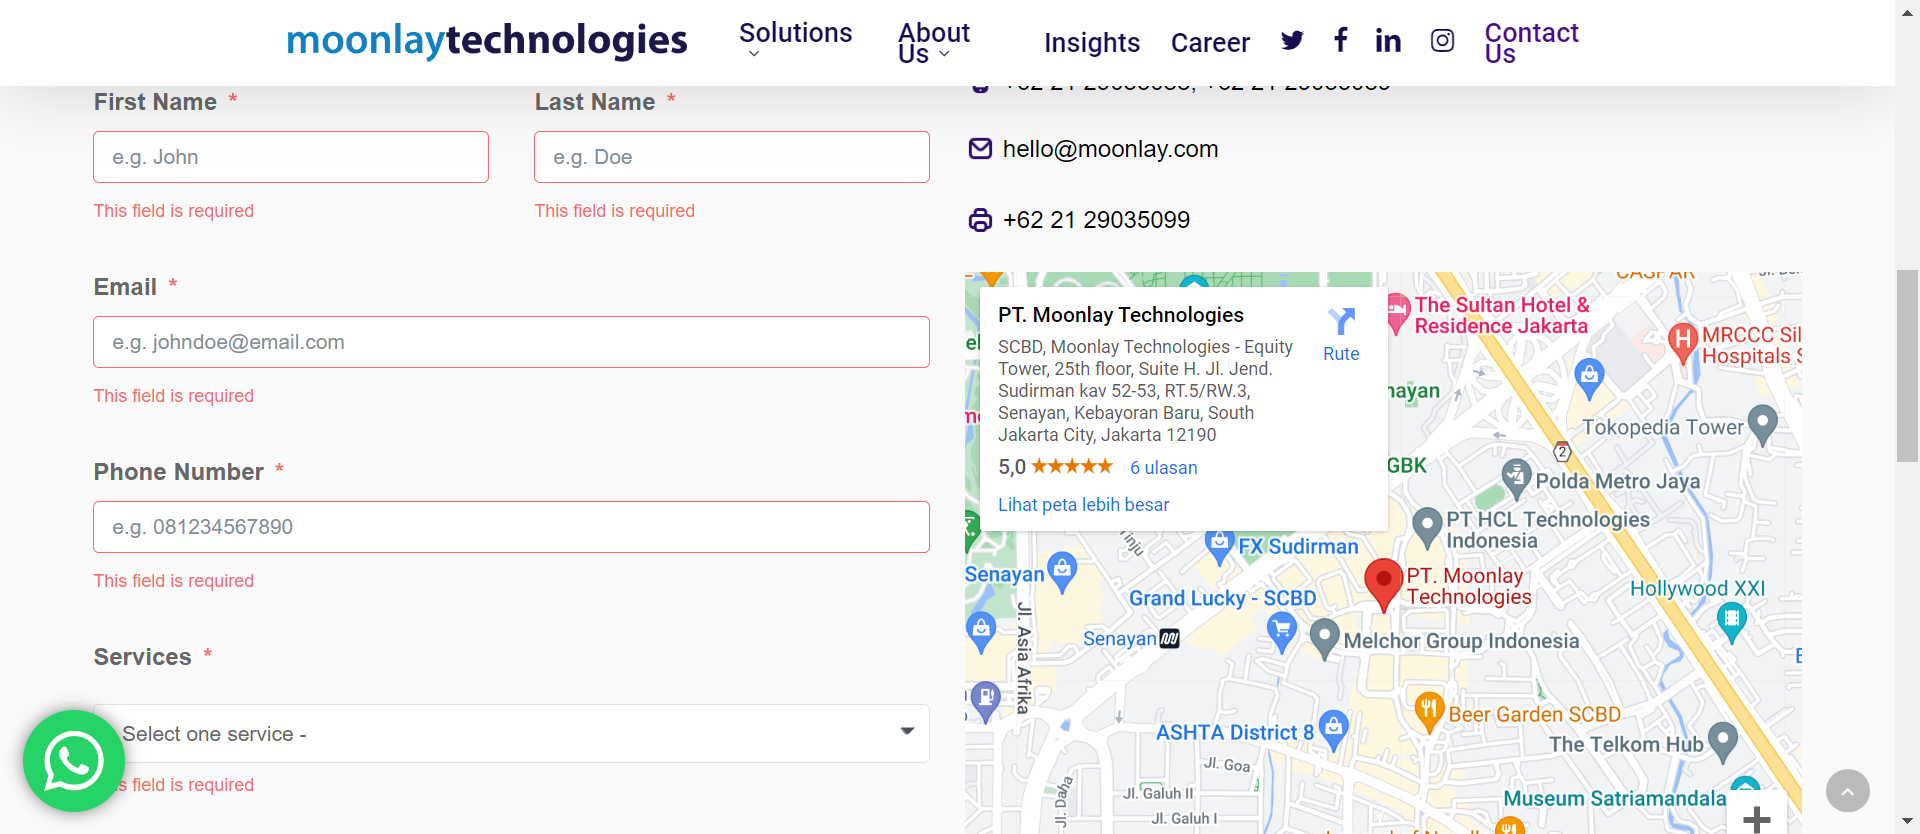 moonlaytechnologies
Solutions
About
Us
Insights
Career
Contact
Us
First Name *
Last Name *
e.g. John
e.g. Doe
This field is required
This field is required
Email *
e.g. johndoe@email.com
This field is required
Phone Number *
e.g. 081234567890
This field is required
Services *
Select one service -
s field is required
hello@moonlay.com
+62 21 29035099
PT. Moonlay Technologies
SCBD, Moonlay Technologies - Equity
Tower, 25th floor, Suite H. Jl. Jend.
Sudirman kav 52-53, RT.5/RW.3,
Senayan, Kebayoran Baru, South
Jakarta City, Jakarta 12190
5,0
6 ulasan
Lihat peta lebih besar
Rute
CASPAR
The Sultan Hotel &
Residence Jakarta
MRCCC Sil
Hospitals S
nayan
Tokopedia Tower
2
GBK
Polda Metro Jaya
PT HCL Technologies
Indonesia
FX Sudirman
Senayan
PT. Moonlay
Technologies
Hollywood XXI
Grand Lucky - SCBD
Jl. Asia Afrika
Senayan
Melchor Group Indonesia
Beer Garden SCBD
ASHTA District 8
The Telkom Hub
Jl. Goa
Jl. Daha
Jl. Galuh II
Jl. Galuh I
Museum Satriamandala